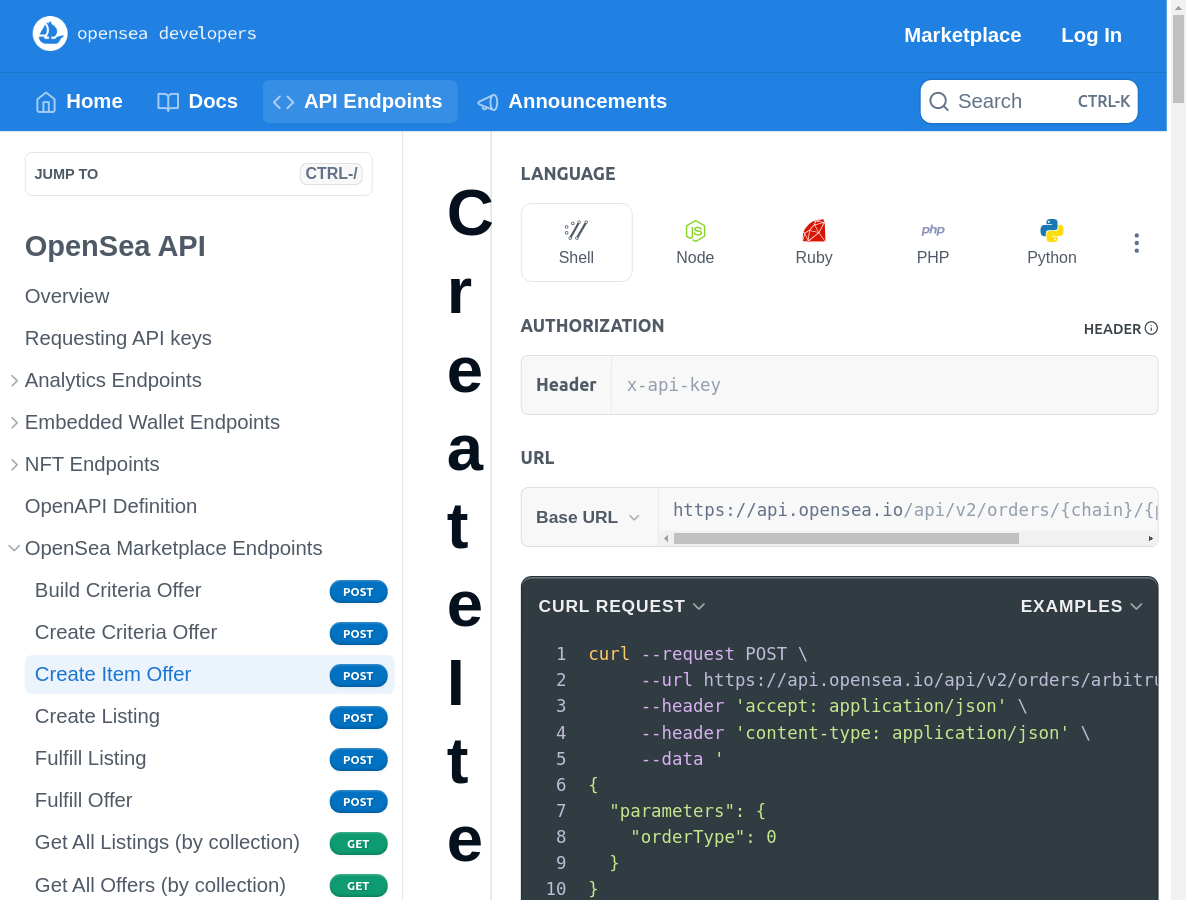 opensea developers
Marketplace
Log In
Home
Docs
API Endpoints
Announcements
Search
CTRL-K
JUMP TO
CTRL-/
OpenSea API
Overview
Requesting API keys
Analytics Endpoints
Embedded Wallet Endpoints
NFT Endpoints
OpenAPI Definition
OpenSea Marketplace Endpoints
Build Criteria Offer POST
Create Criteria Offer POST
Create Item Offer POST
Create Listing POST
Fulfill Listing POST
Fulfill Offer POST
Get All Listings (by collection) GET
Get All Offers (by collection) GET
C
r
e
a
t
e
I
t
e
LANGUAGE
Shell
Node
php
Ruby
PHP
Python
AUTHORIZATION
HEADER
Header
x-api-key
URL
Base URL
https://api.opensea.io/api/v2/orders/{chain}/{p
CURL REQUEST
EXAMPLES
1 curl --request POST \
2 --url https://api.opensea.io/api/v2/orders/arbitru
3 --header 'accept: application/json' \
4 --header 'content-type: application/json' \
5 --data '
6 {
7 "parameters": {
8 "orderType": 0
9 }
10 }